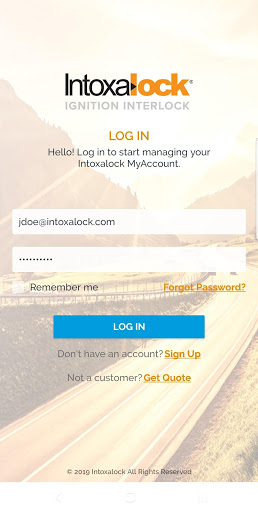 Intoxalock®
IGNITION INTERLOCK
LOG IN
Hello! Log in to start managing your
Intoxalock MyAccount.
jdoe@intoxalock.com
••••••••••
Remember me Forgot Password?
LOG IN
Don't have an account? Sign Up
Not a customer? Get Quote
© 2019 Intoxalock All Rights Reserved